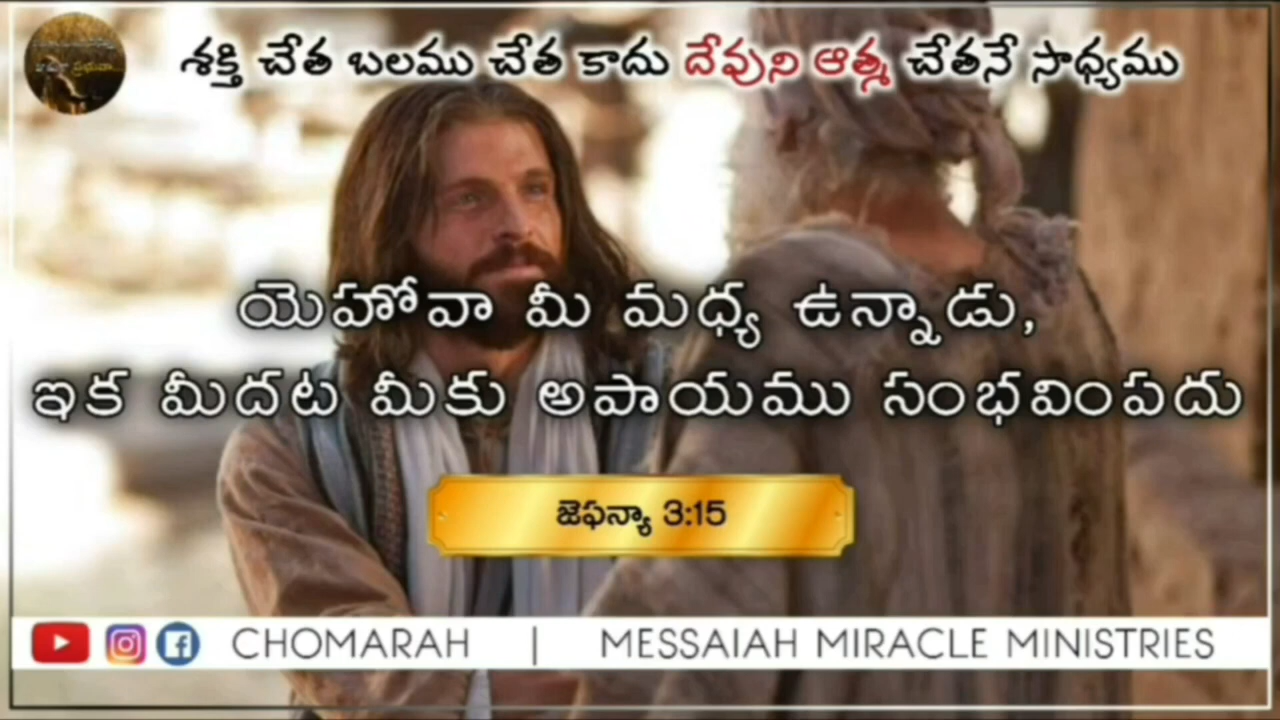 శక్తి చేత బలము చేత కాదు దేవుని ఆత్మ చేతనే సాధ్యము
యెహోవా మీ మధ్య ఉన్నాడు,
ఇక మీదట మీకు అపాయము సంభవింపదు
జెఫన్యా 3:15
CHOMARAH | MESSAIAH MIRACLE MINISTRIES